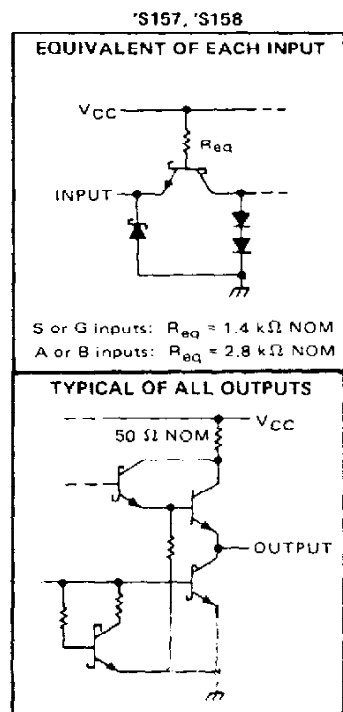 'S157, 'S158
EQUIVALENT OF EACH INPUT
VCC
Req
INPUT
S or G inputs: Req = 1.4 kΩ NOM
A or B inputs: Req = 2.8 kΩ NOM
TYPICAL OF ALL OUTPUTS
VCC
50 Ω NOM
OUTPUT